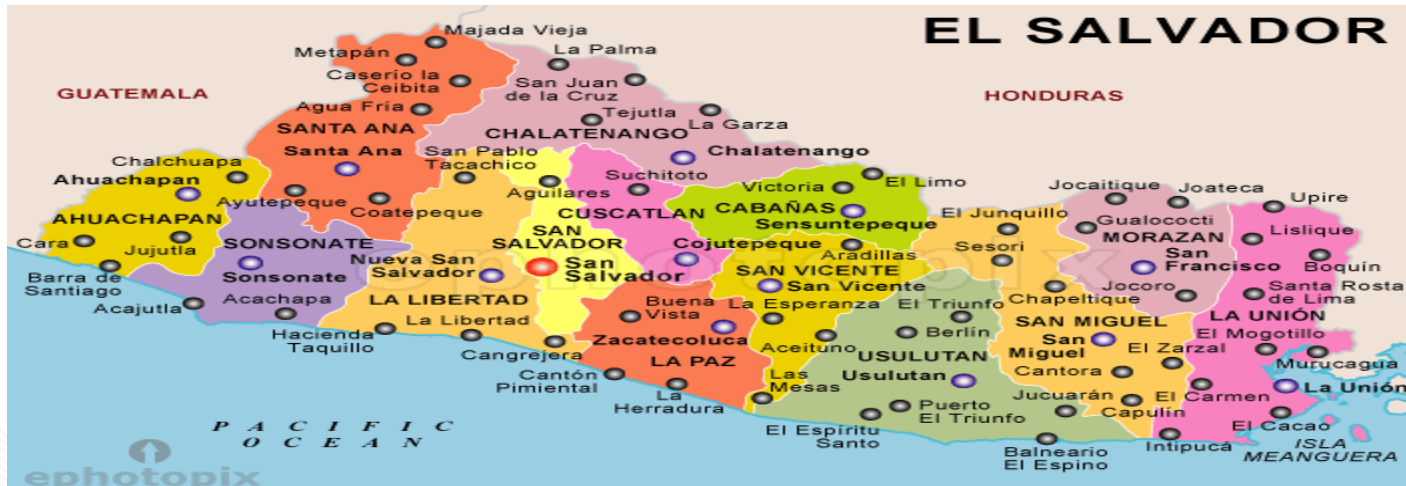 EL SALVADOR
Majada Vieja
Metapán
La Palma
Caserío la
Ceibita
San Juan
de la Cruz
GUATEMALA
HONDURAS
Agua Fría
Tejutla
La Garza
SANTA ANA
CHALATENANGO
Santa Ana
San Pablo
Tacachico
Chalatenango
Chalchuapa
Ahuachapan
Suchitoto
Victoria
El Limo
Jocaitique
Joateca
Upire
Ayutepeque
Coatepeque
Aguilares
CUSCATLAN
CABAÑAS
Sensuntepeque
El Junquillo
Gualococti
AHUACHAPAN
Cara
Jujutla
SONSONATE
SAN
SALVADOR
Cojutepeque
Aradillas
Sesori
MORAZAN
Lislique
Nueva San
Salvador
San
Salvador
SAN VICENTE
San Vicente
San
Francisco
Boquín
Barra de
Santiago
Sonsonate
ephotopix
Acajutla
Acachapa
LA LIBERTAD
Buena
Vista
La Esperanza
El Triunfo
Chapeltique
Jocoro
Santa Rosta
de Lima
LA UNIÓN
Hacienda
Taquillo
La Libertad
Zacatecoluca
Berlín
SAN MIGUEL
San
Miguel
El Mogotillo
Cangrejera
LA PAZ
Aceituno
USULUTAN
El Zarzal
Murucagua
Cantón
Pimiental
Las
Mesas
Usulutan
Cantora
La Unión
La
Herradura
Puerto
El Triunfo
Jucuarán
Capulín
El Carmen
El Espíritu
Santo
Balneario
El Espino
Intipucá
El Cacao
ISLA
MEANGUERA
PACIFIC
OCEAN
ephotopix